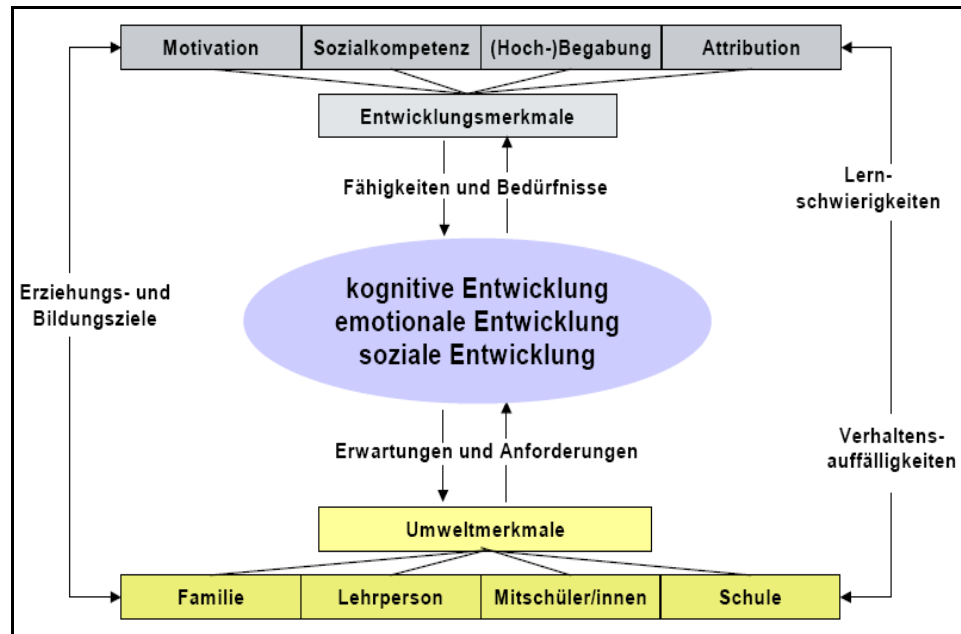 Motivation
Sozialkompetenz
(Hoch-)Begabung
Attribution
Entwicklungsmerkmale
Fähigkeiten und Bedürfnisse
Lern-
schwierigkeiten
kognitive Entwicklung
emotionale Entwicklung
soziale Entwicklung
Erziehungs- und
Bildungsziele
Erwartungen und Anforderungen
Verhaltens-
auffälligkeiten
Umweltmerkmale
Familie
Lehrperson
Mitschüler/innen
Schule